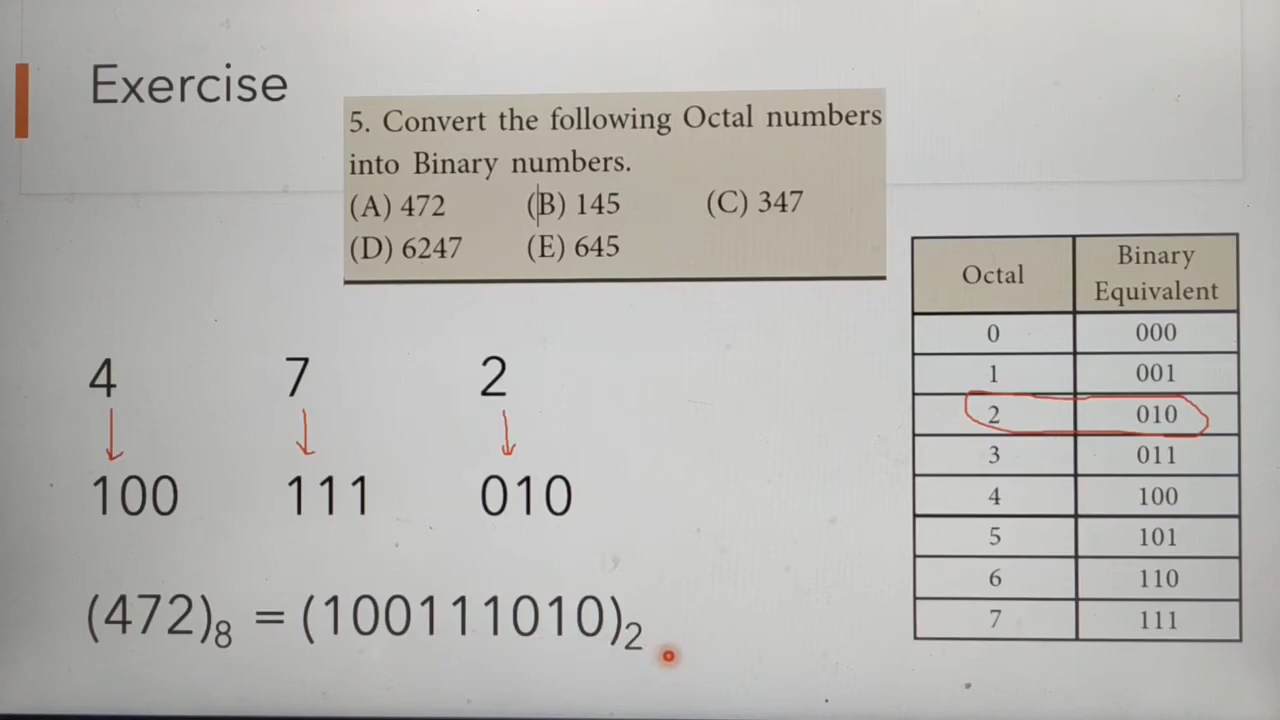 Exercise
5. Convert the following Octal numbers
into Binary numbers.
(A) 472 (B) 145 (C) 347
(D) 6247 (E) 645
4 7 2
100 111 010
(472)₈ = (100111010)₂
Octal Binary Equivalent
0 000
1 001
2 010
3 011
4 100
5 101
6 110
7 111